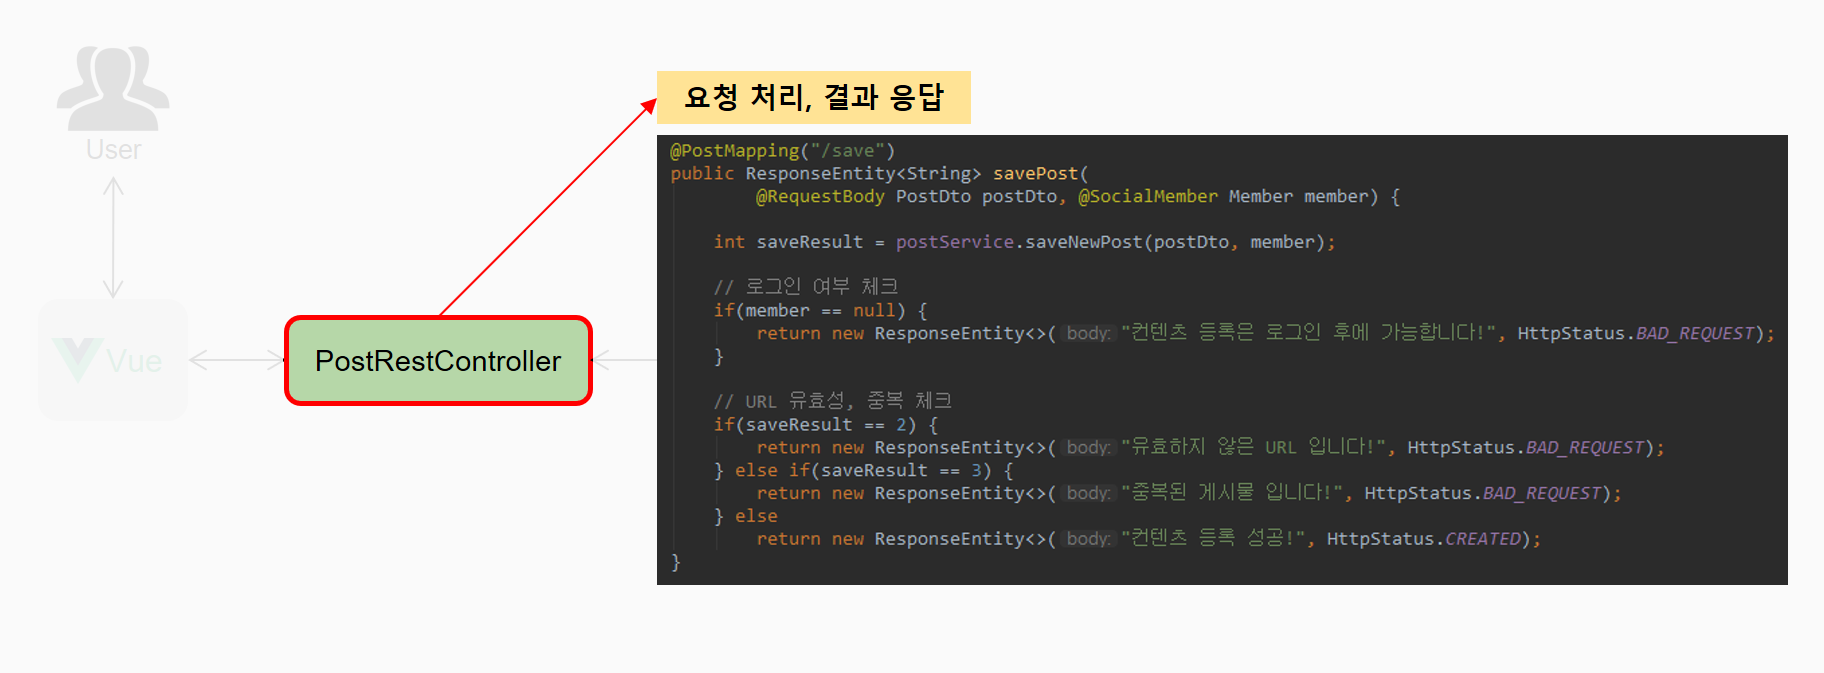 요청 처리, 결과 응답
User
Vue
PostRestController
@PostMapping("/save")
public ResponseEntity<String> savePost(
@RequestBody PostDto postDto, @SocialMember Member member) {
int saveResult = postService.saveNewPost(postDto, member);
// 로그인 여부 체크
if(member == null) {
return new ResponseEntity<>( body: "컨텐츠 등록은 로그인 후에 가능합니다!", HttpStatus.BAD_REQUEST);
}
// URL 유효성, 중복 체크
if(saveResult == 2) {
return new ResponseEntity<>( body: "유효하지 않은 URL 입니다!", HttpStatus.BAD_REQUEST);
} else if(saveResult == 3) {
return new ResponseEntity<>( body: "중복된 게시물 입니다!", HttpStatus.BAD_REQUEST);
} else
return new ResponseEntity<>( body: "컨텐츠 등록 성공!", HttpStatus.CREATED);
}